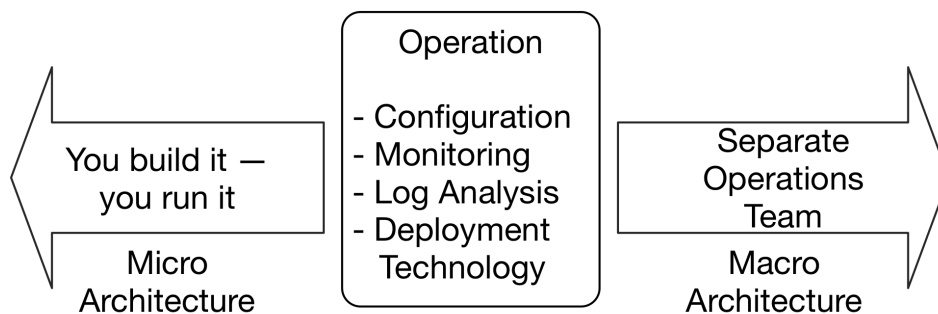 Operation
- Configuration
- Monitoring
- Log Analysis
- Deployment
Technology
You build it —
you run it
Micro
Architecture
Separate
Operations
Team
Macro
Architecture